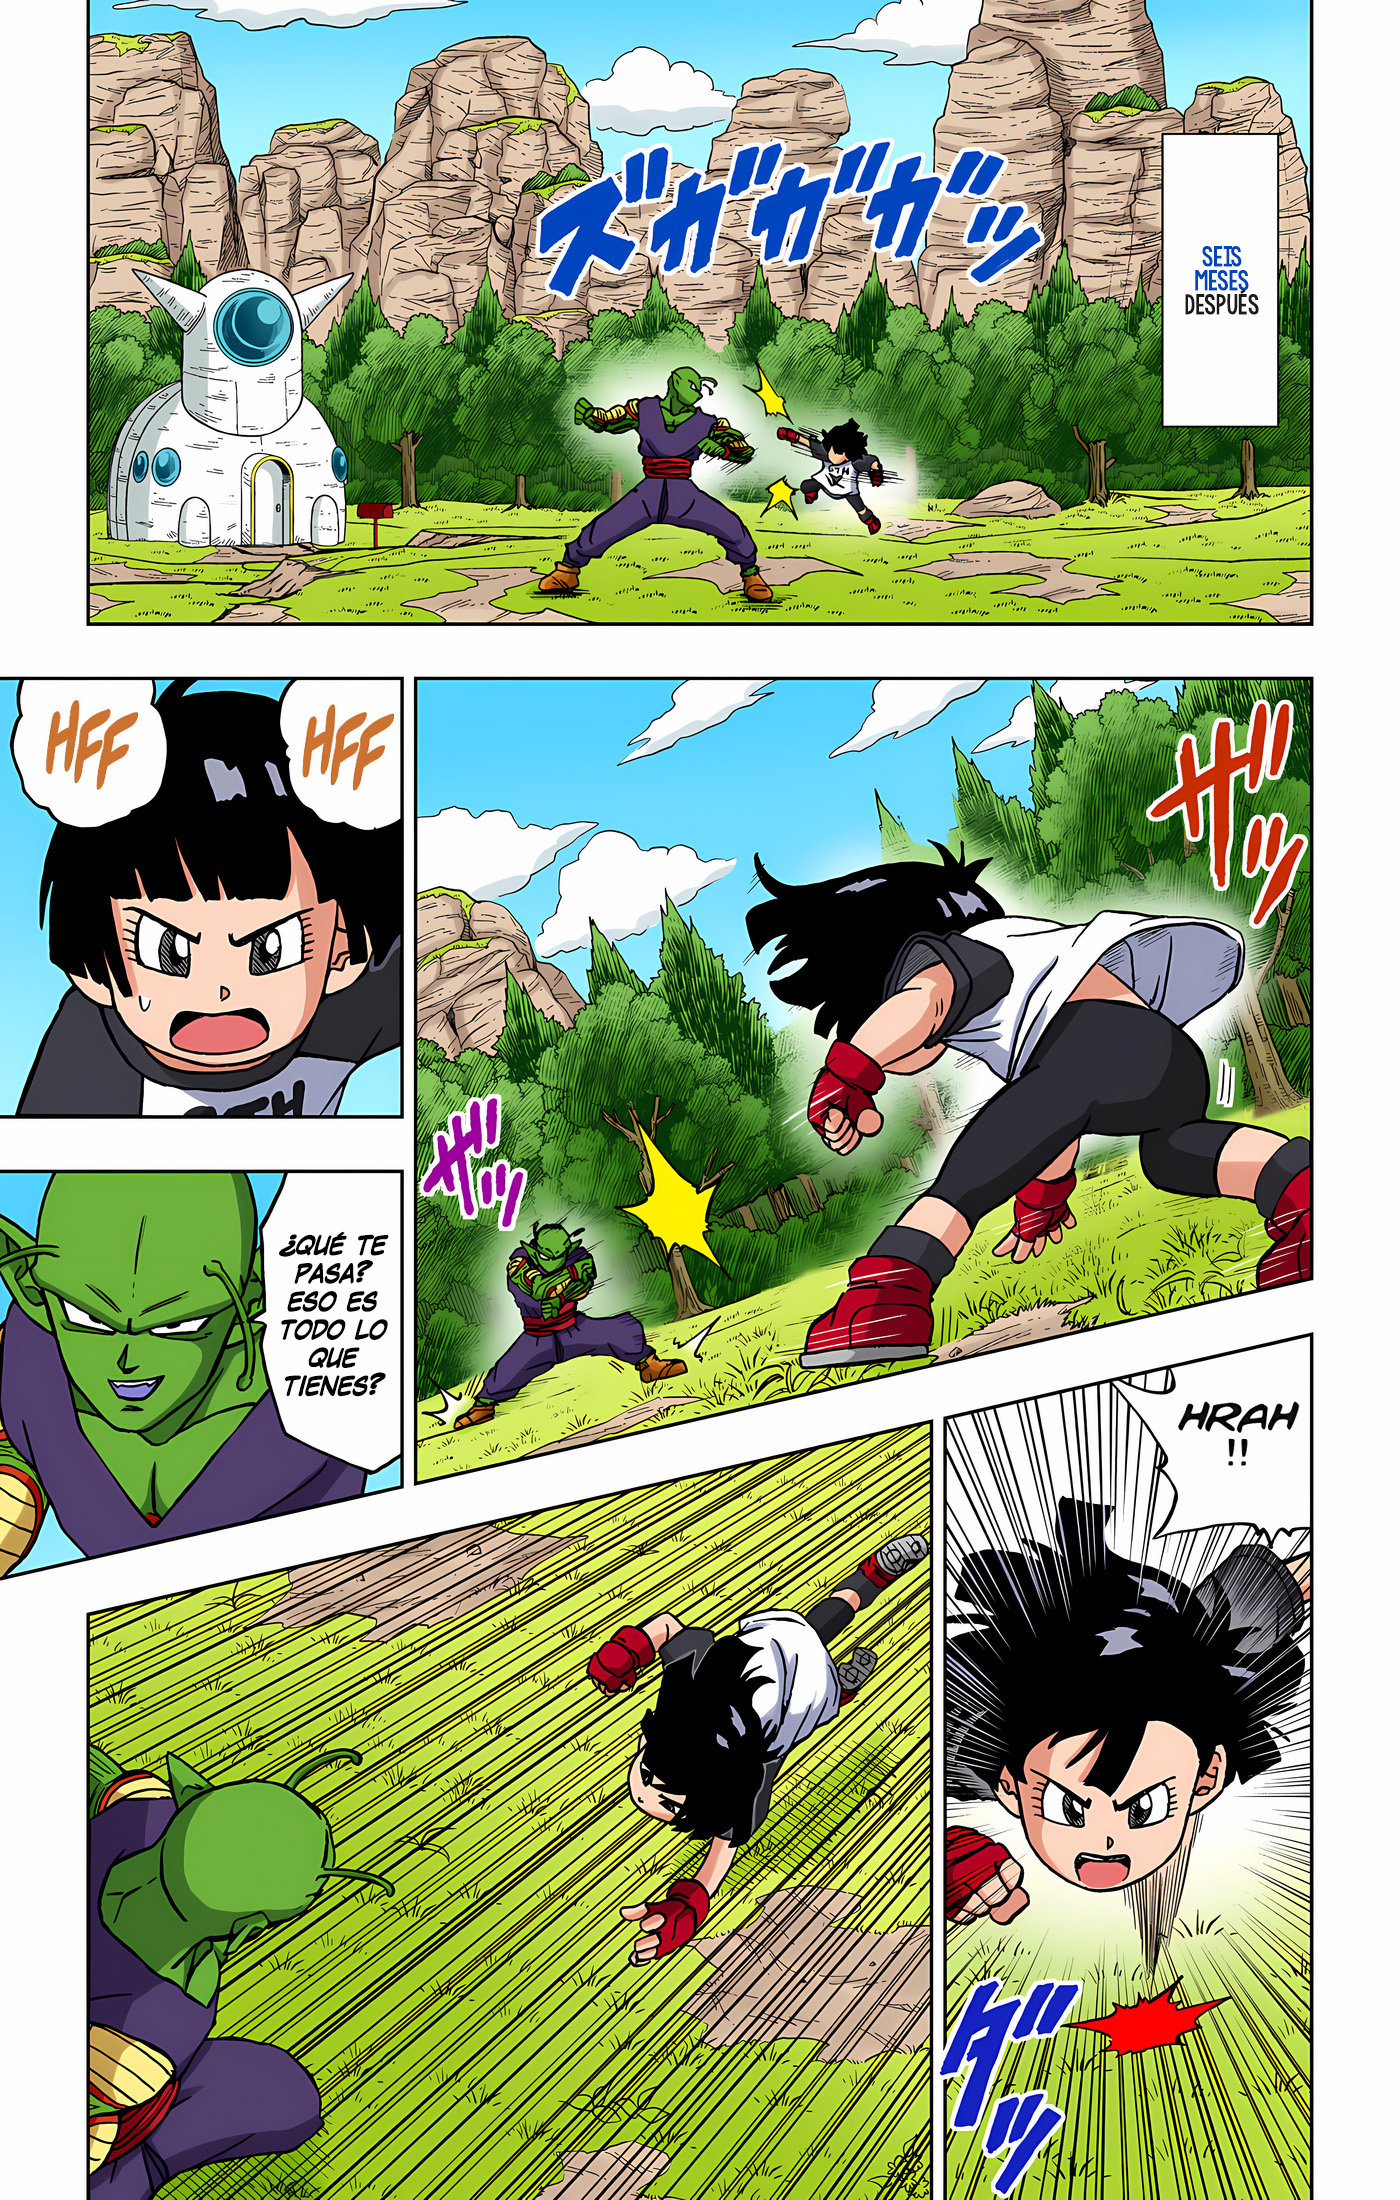 ズガガガッ
SEIS
MESES
DESPUÉS
ザッ
ザッ
HFF
HFF
¿QUÉ TE
PASA?
ESO ES
TODO LO
QUE
TIENES?
HRAH
!!
ダッ